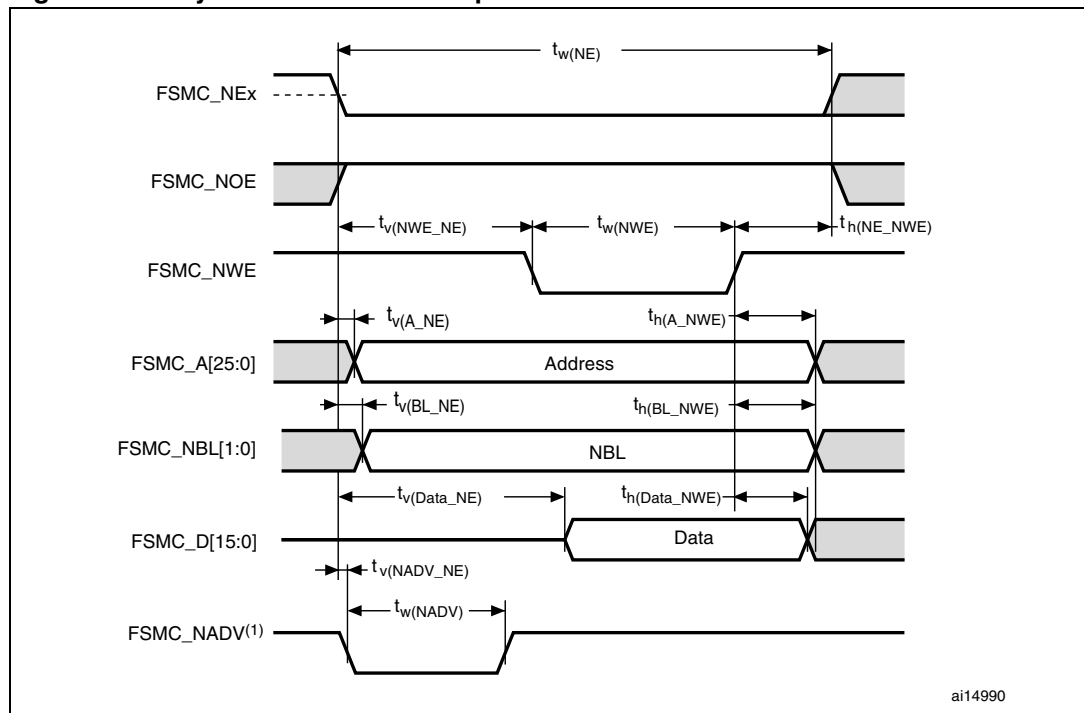 tw(NE)
FSMC_NEx
FSMC_NOE
tv(NWE_NE) tw(NWE) th(NE_NWE)
FSMC_NWE
tv(A_NE) th(A_NWE)
FSMC_A[25:0] Address
tv(BL_NE) th(BL_NWE)
FSMC_NBL[1:0] NBL
tv(Data_NE) th(Data_NWE)
FSMC_D[15:0] Data
tv(NADV_NE)
tw(NADV)
FSMC_NADV(1)
ai14990